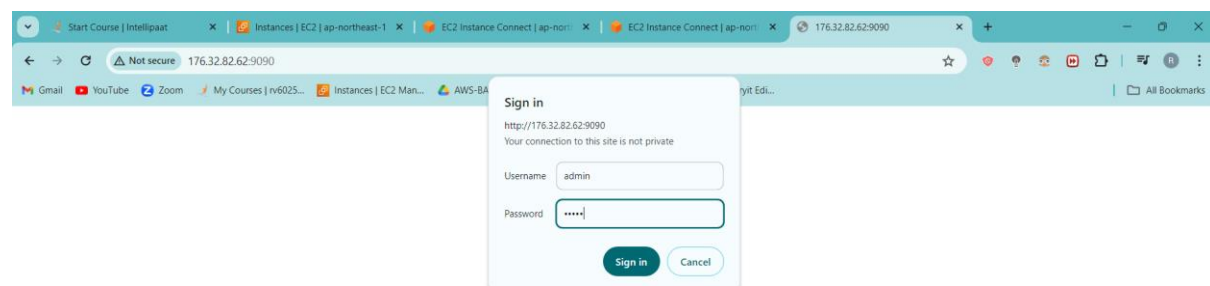 Start Course | Intellipaat
Instances | EC2 | ap-northeast-1
EC2 Instance Connect | ap-nort
EC2 Instance Connect | ap-nort
176.32.82.62:9090
Not secure
176.32.82.62:9090
Gmail
YouTube
Zoom
My Courses | rv6025...
Instances | EC2 Man...
AWS-BA
ryit Edi...
All Bookmarks
Sign in
http://176.32.82.62:9090
Your connection to this site is not private
Username
admin
Password
•••••
Sign in
Cancel